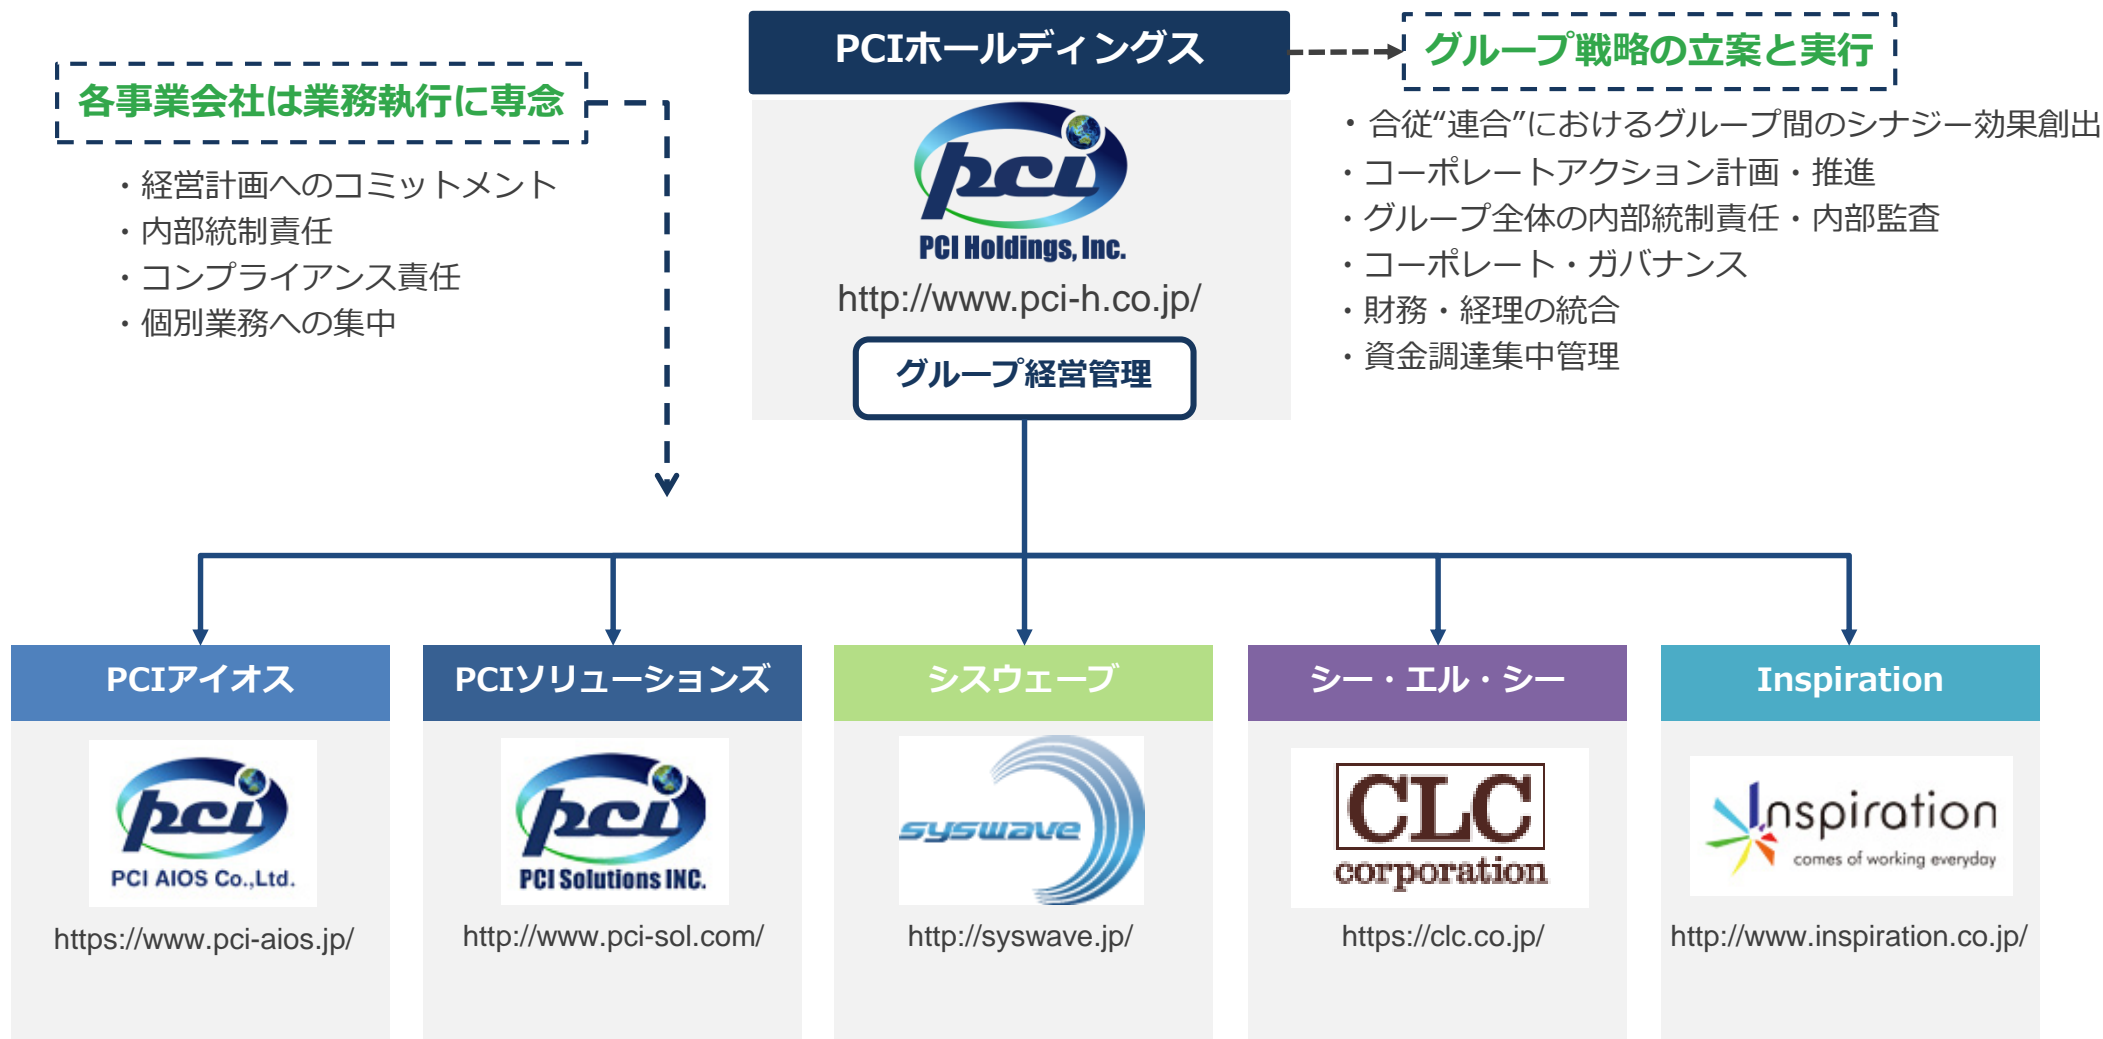 PCIホールディングス
グループ戦略の立案と実行
各事業会社は業務執行に専念
・経営計画へのコミットメント
・内部統制責任
・コンプライアンス責任
・個別業務への集中
pci
PCI Holdings, Inc.
http://www.pci-h.co.jp/
グループ経営管理
・合従“連合”におけるグループ間のシナジー効果創出
・コーポレートアクション計画・推進
・グループ全体の内部統制責任・内部監査
・コーポレート・ガバナンス
・財務・経理の統合
・資金調達集中管理
PCIアイオス
pci
PCI AIOS Co.,Ltd.
https://www.pci-aios.jp/
PCIソリューションズ
pci
PCI Solutions INC.
http://www.pci-sol.com/
シスウェーブ
syswave
http://syswave.jp/
シー・エル・シー
CLC
corporation
https://clc.co.jp/
Inspiration
Inspiration
comes of working everyday
http://www.inspiration.co.jp/